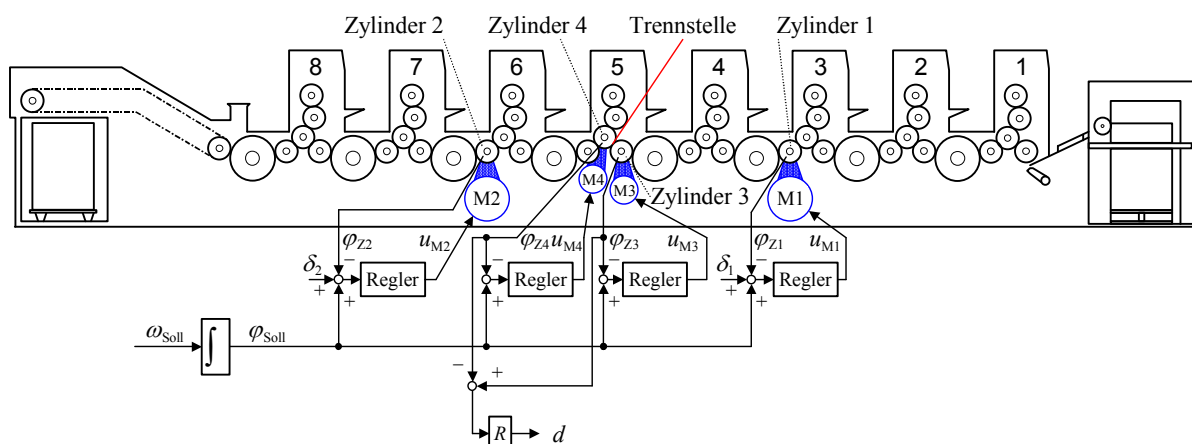 Zylinder 2 Zylinder 4 Trennstelle Zylinder 1
8 7 6 5 4 3 2 1
M2 M4 M3 Zylinder 3 M1
φZ2 uM2 φZ4 uM4 φZ3 uM3 φZ1 uM1
δ2 − Regler − Regler − Regler δ1 − Regler
+ + + + + +
ωSoll ∫ φSoll
− +
R d